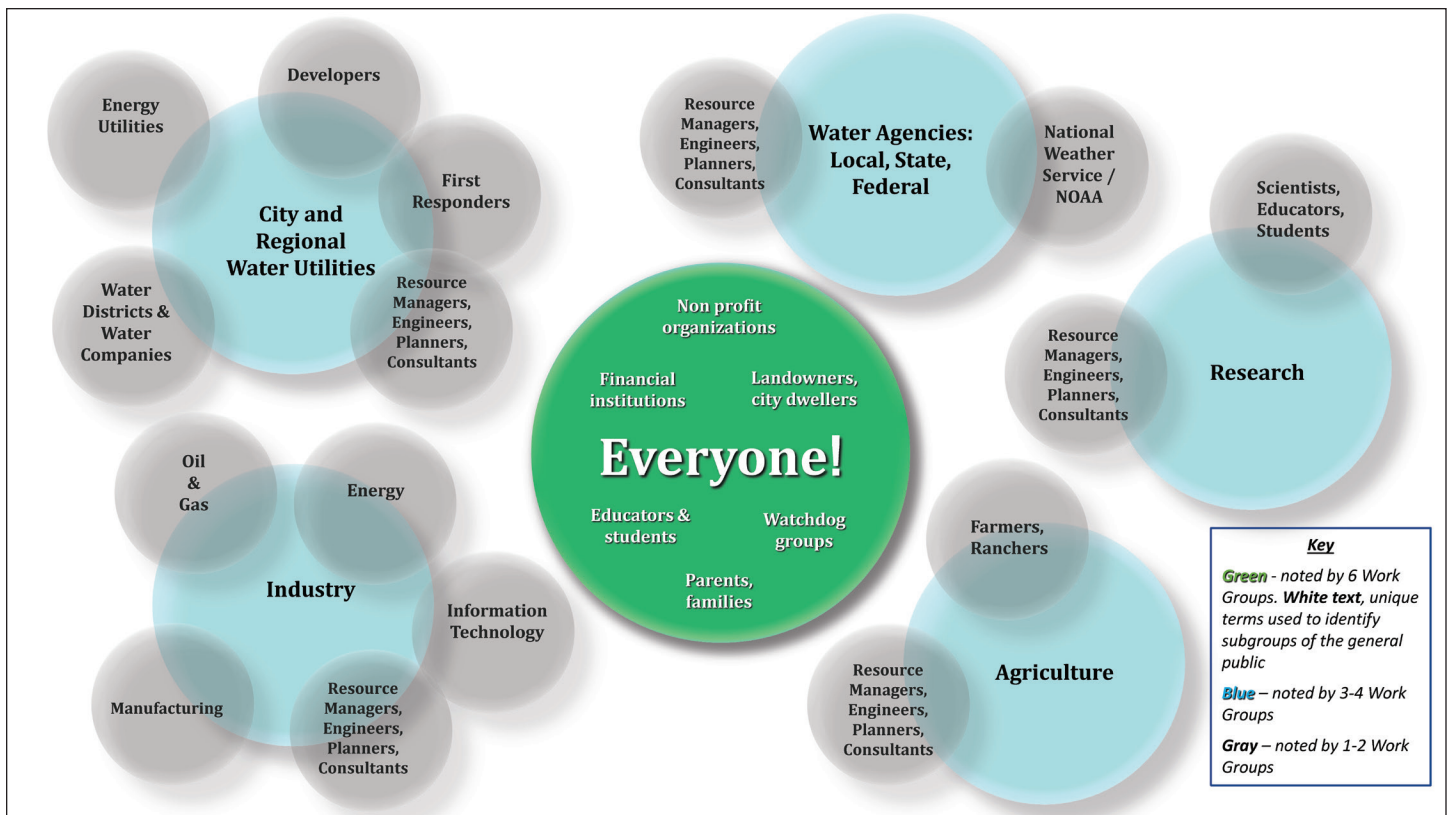 Energy
Utilities
Developers
First
Responders
City and
Regional
Water Utilities
Water
Districts &
Water
Companies
Resource
Managers,
Engineers,
Planners,
Consultants
Resource
Managers,
Engineers,
Planners,
Consultants
Water Agencies:
Local, State,
Federal
National
Weather
Service /
NOAA
Scientists,
Educators,
Students
Resource
Managers,
Engineers,
Planners,
Consultants
Research
Non profit
organizations
Financial
institutions
Landowners,
city dwellers
Everyone!
Educators &
students
Watchdog
groups
Parents,
families
Oil
&
Gas
Energy
Industry
Information
Technology
Manufacturing
Resource
Managers,
Engineers,
Planners,
Consultants
Farmers,
Ranchers
Agriculture
Resource
Managers,
Engineers,
Planners,
Consultants
Key
Green - noted by 6 Work
Groups. White text, unique
terms used to identify
subgroups of the general
public
Blue – noted by 3-4 Work
Groups
Gray – noted by 1-2 Work
Groups